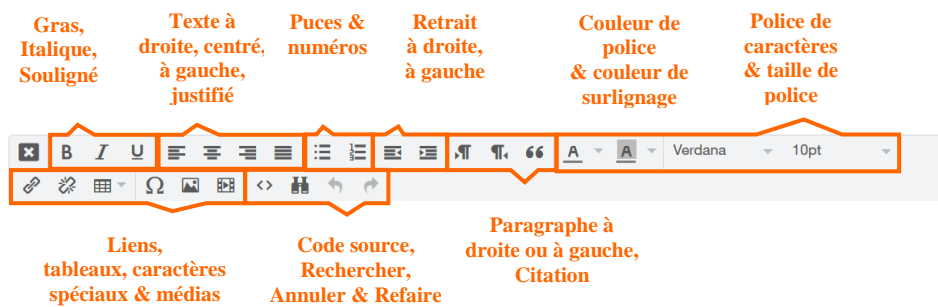 Gras,
Italique,
Souligné
Texte à
droite, centré,
à gauche,
justifié
Puces &
numéros
Retrait
à droite,
à gauche
Couleur de
police
& couleur de
surlignage
Police de
caractères
& taille de
police
B I U A A Verdana 10pt
Liens,
tableaux, caractères
spéciaux & médias
Code source,
Rechercher,
Annuler & Refaire
Paragraphe à
droite ou à gauche,
Citation